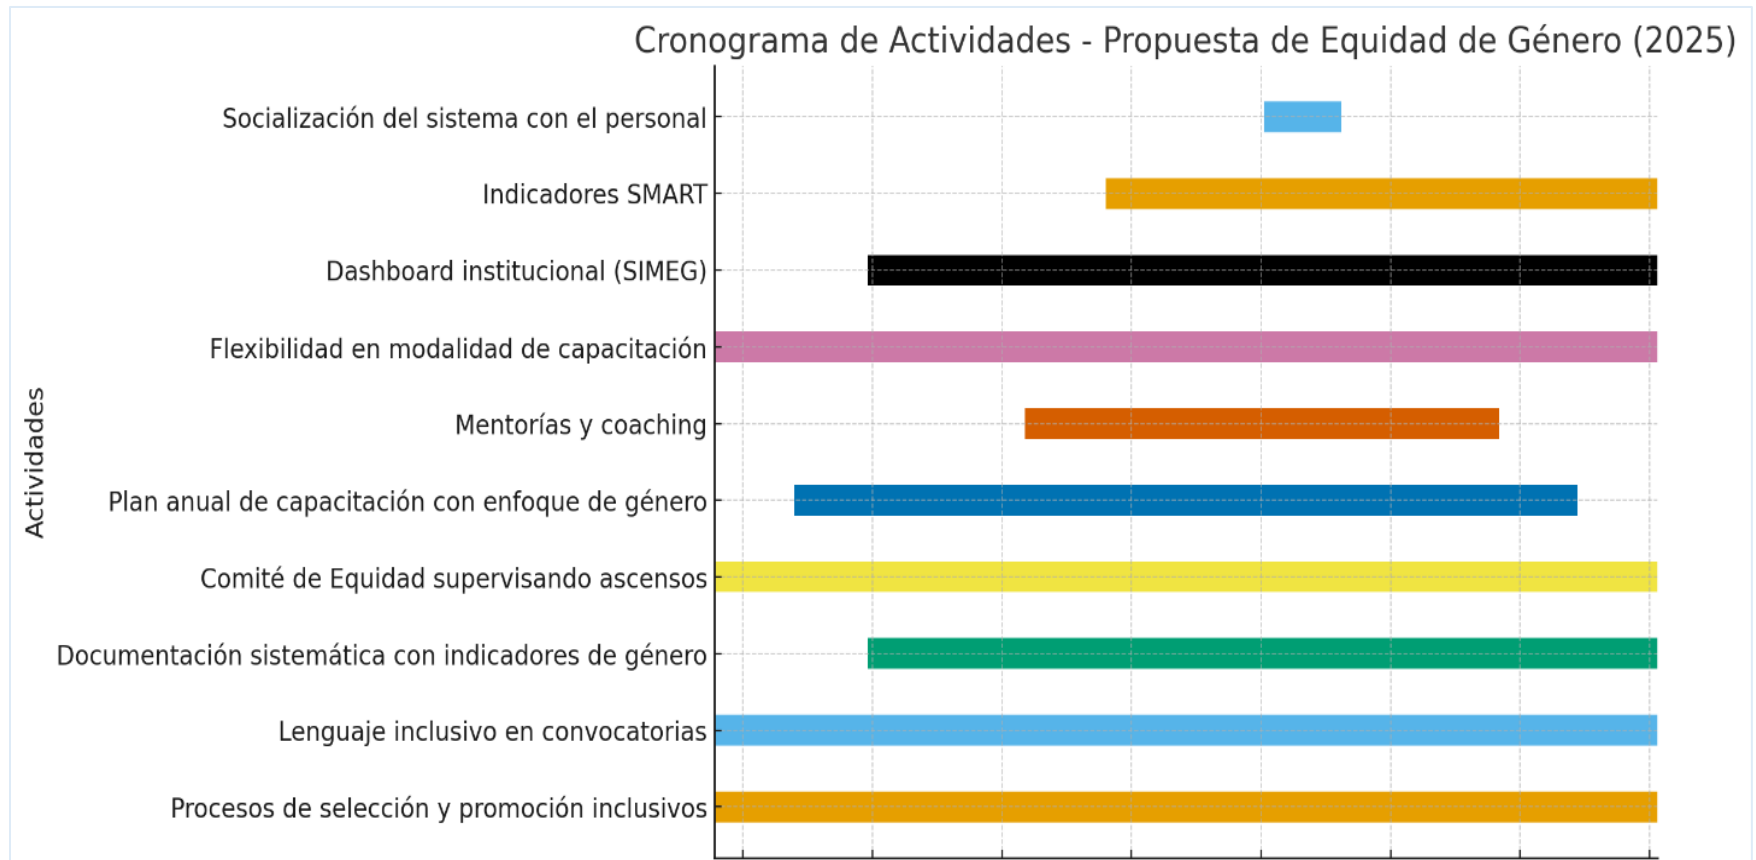 Cronograma de Actividades - Propuesta de Equidad de Género (2025)
Socialización del sistema con el personal
Indicadores SMART
Dashboard institucional (SIMEG)
Flexibilidad en modalidad de capacitación
Mentorías y coaching
Plan anual de capacitación con enfoque de género
Comité de Equidad supervisando ascensos
Documentación sistemática con indicadores de género
Lenguaje inclusivo en convocatorias
Procesos de selección y promoción inclusivos
Actividades